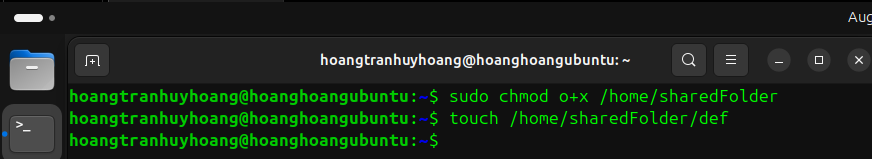 Aug
hoangtranhuyhoang@hoanghoangubuntu: ~
hoangtranhuyhoang@hoanghoangubuntu:~$ sudo chmod o+x /home/sharedFolder
hoangtranhuyhoang@hoanghoangubuntu:~$ touch /home/sharedFolder/def
hoangtranhuyhoang@hoanghoangubuntu:~$
>_